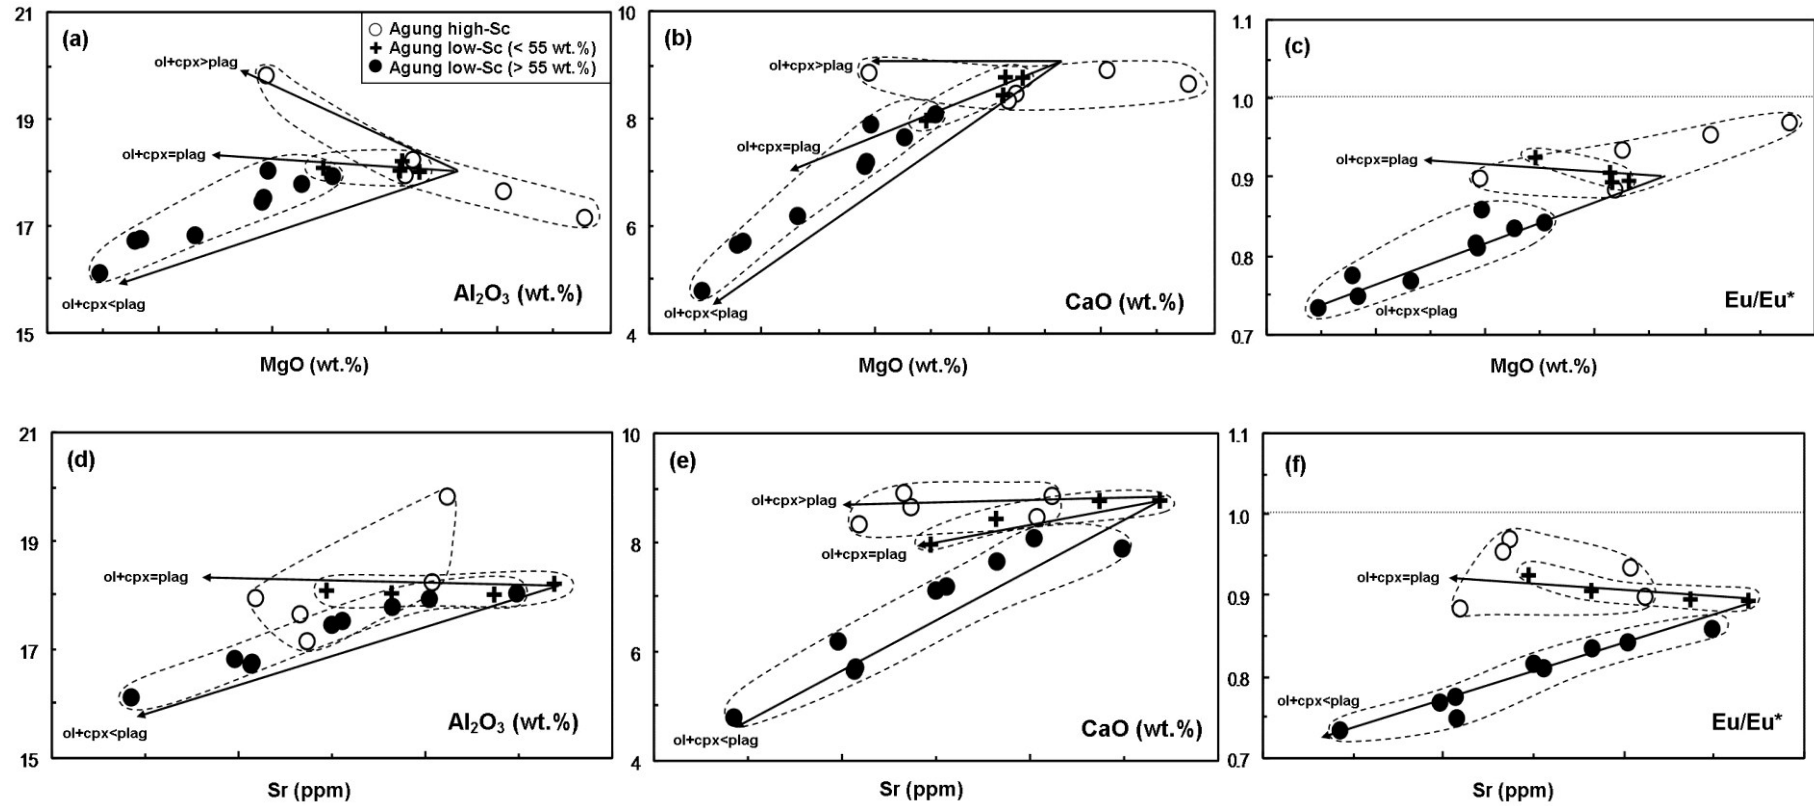 (a)
Agung high-Sc
Agung low-Sc (< 55 wt.%)
Agung low-Sc (> 55 wt.%)
21
19
17
15
ol+cpx>plag
ol+cpx=plag
ol+cpx<plag
Al₂O₃ (wt.%)
MgO (wt.%)
(b)
10
8
6
4
ol+cpx>plag
ol+cpx=plag
ol+cpx<plag
CaO (wt.%)
MgO (wt.%)
(c)
1.1
1.0
0.9
0.8
0.7
ol+cpx=plag
ol+cpx<plag
Eu/Eu*
MgO (wt.%)
(d)
21
19
17
15
ol+cpx=plag
ol+cpx<plag
Al₂O₃ (wt.%)
Sr (ppm)
(e)
10
8
6
4
ol+cpx>plag
ol+cpx=plag
ol+cpx<plag
CaO (wt.%)
Sr (ppm)
(f)
1.1
1.0
0.9
0.8
0.7
ol+cpx=plag
ol+cpx<plag
Eu/Eu*
Sr (ppm)